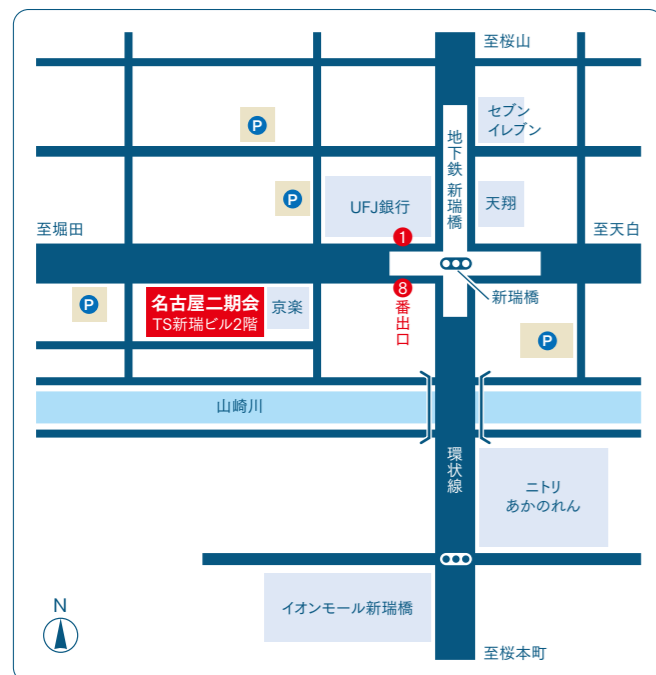 至桜山
セブン
イレブン
P
地下鉄 新瑞橋
P
UFJ銀行
天翔
至堀田
1
至天白
新瑞橋
P
名古屋二期会
TS新瑞ビル2階
京楽
8
番出口
P
山崎川
環状線
ニトリ
あかのれん
イオンモール新瑞橋
N
至桜本町